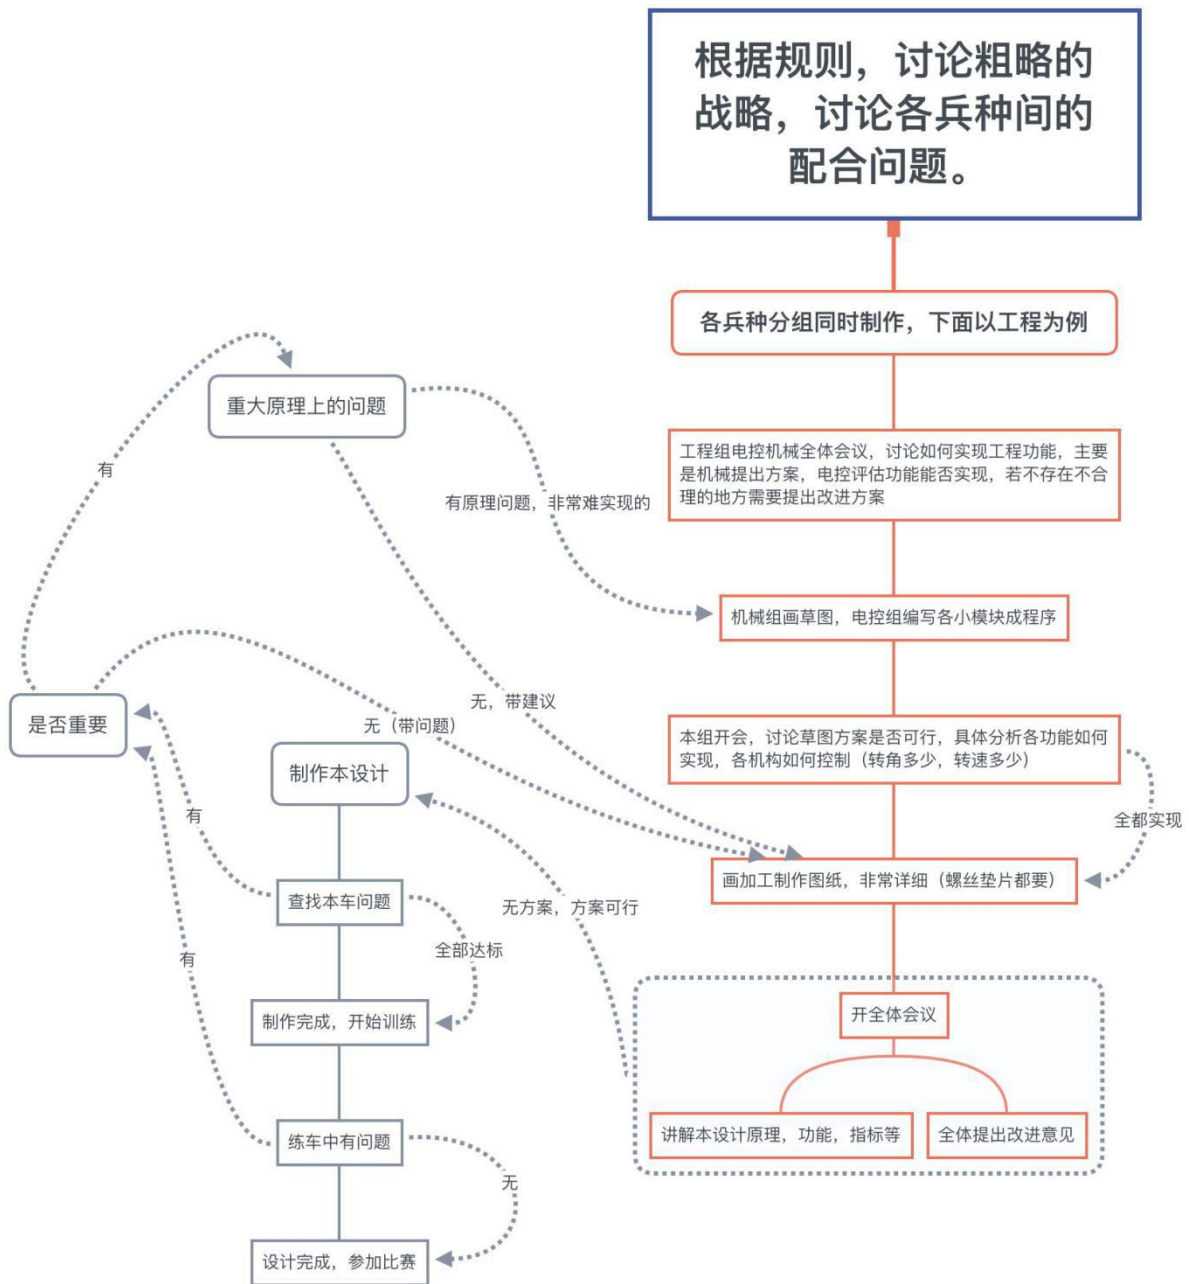 根据规则，讨论粗略的
战略，讨论各兵种间的
配合问题。
各兵种分组同时制作，下面以工程为例
重大原理上的问题
有
工程组电控机械全体会议，讨论如何实现工程功能，主要
是机械提出方案，电控评估功能能否实现，若不存在不合
理的地方需要提出改进方案
有原理问题，非常难实现的
机械组画草图，电控组编写各小模块成程序
是否重要
无（带问题）
无，带建议
本组开会，讨论草图方案是否可行，具体分析各功能如何
实现，各机构如何控制（转角多少，转速多少）
制作本设计
有
全都实现
画加工制作图纸，非常详细（螺丝垫片都要）
查找本车问题
无方案，方案可行
全部达标
有
制作完成，开始训练
开全体会议
练车中有问题
讲解本设计原理，功能，指标等
全体提出改进意见
无
设计完成，参加比赛